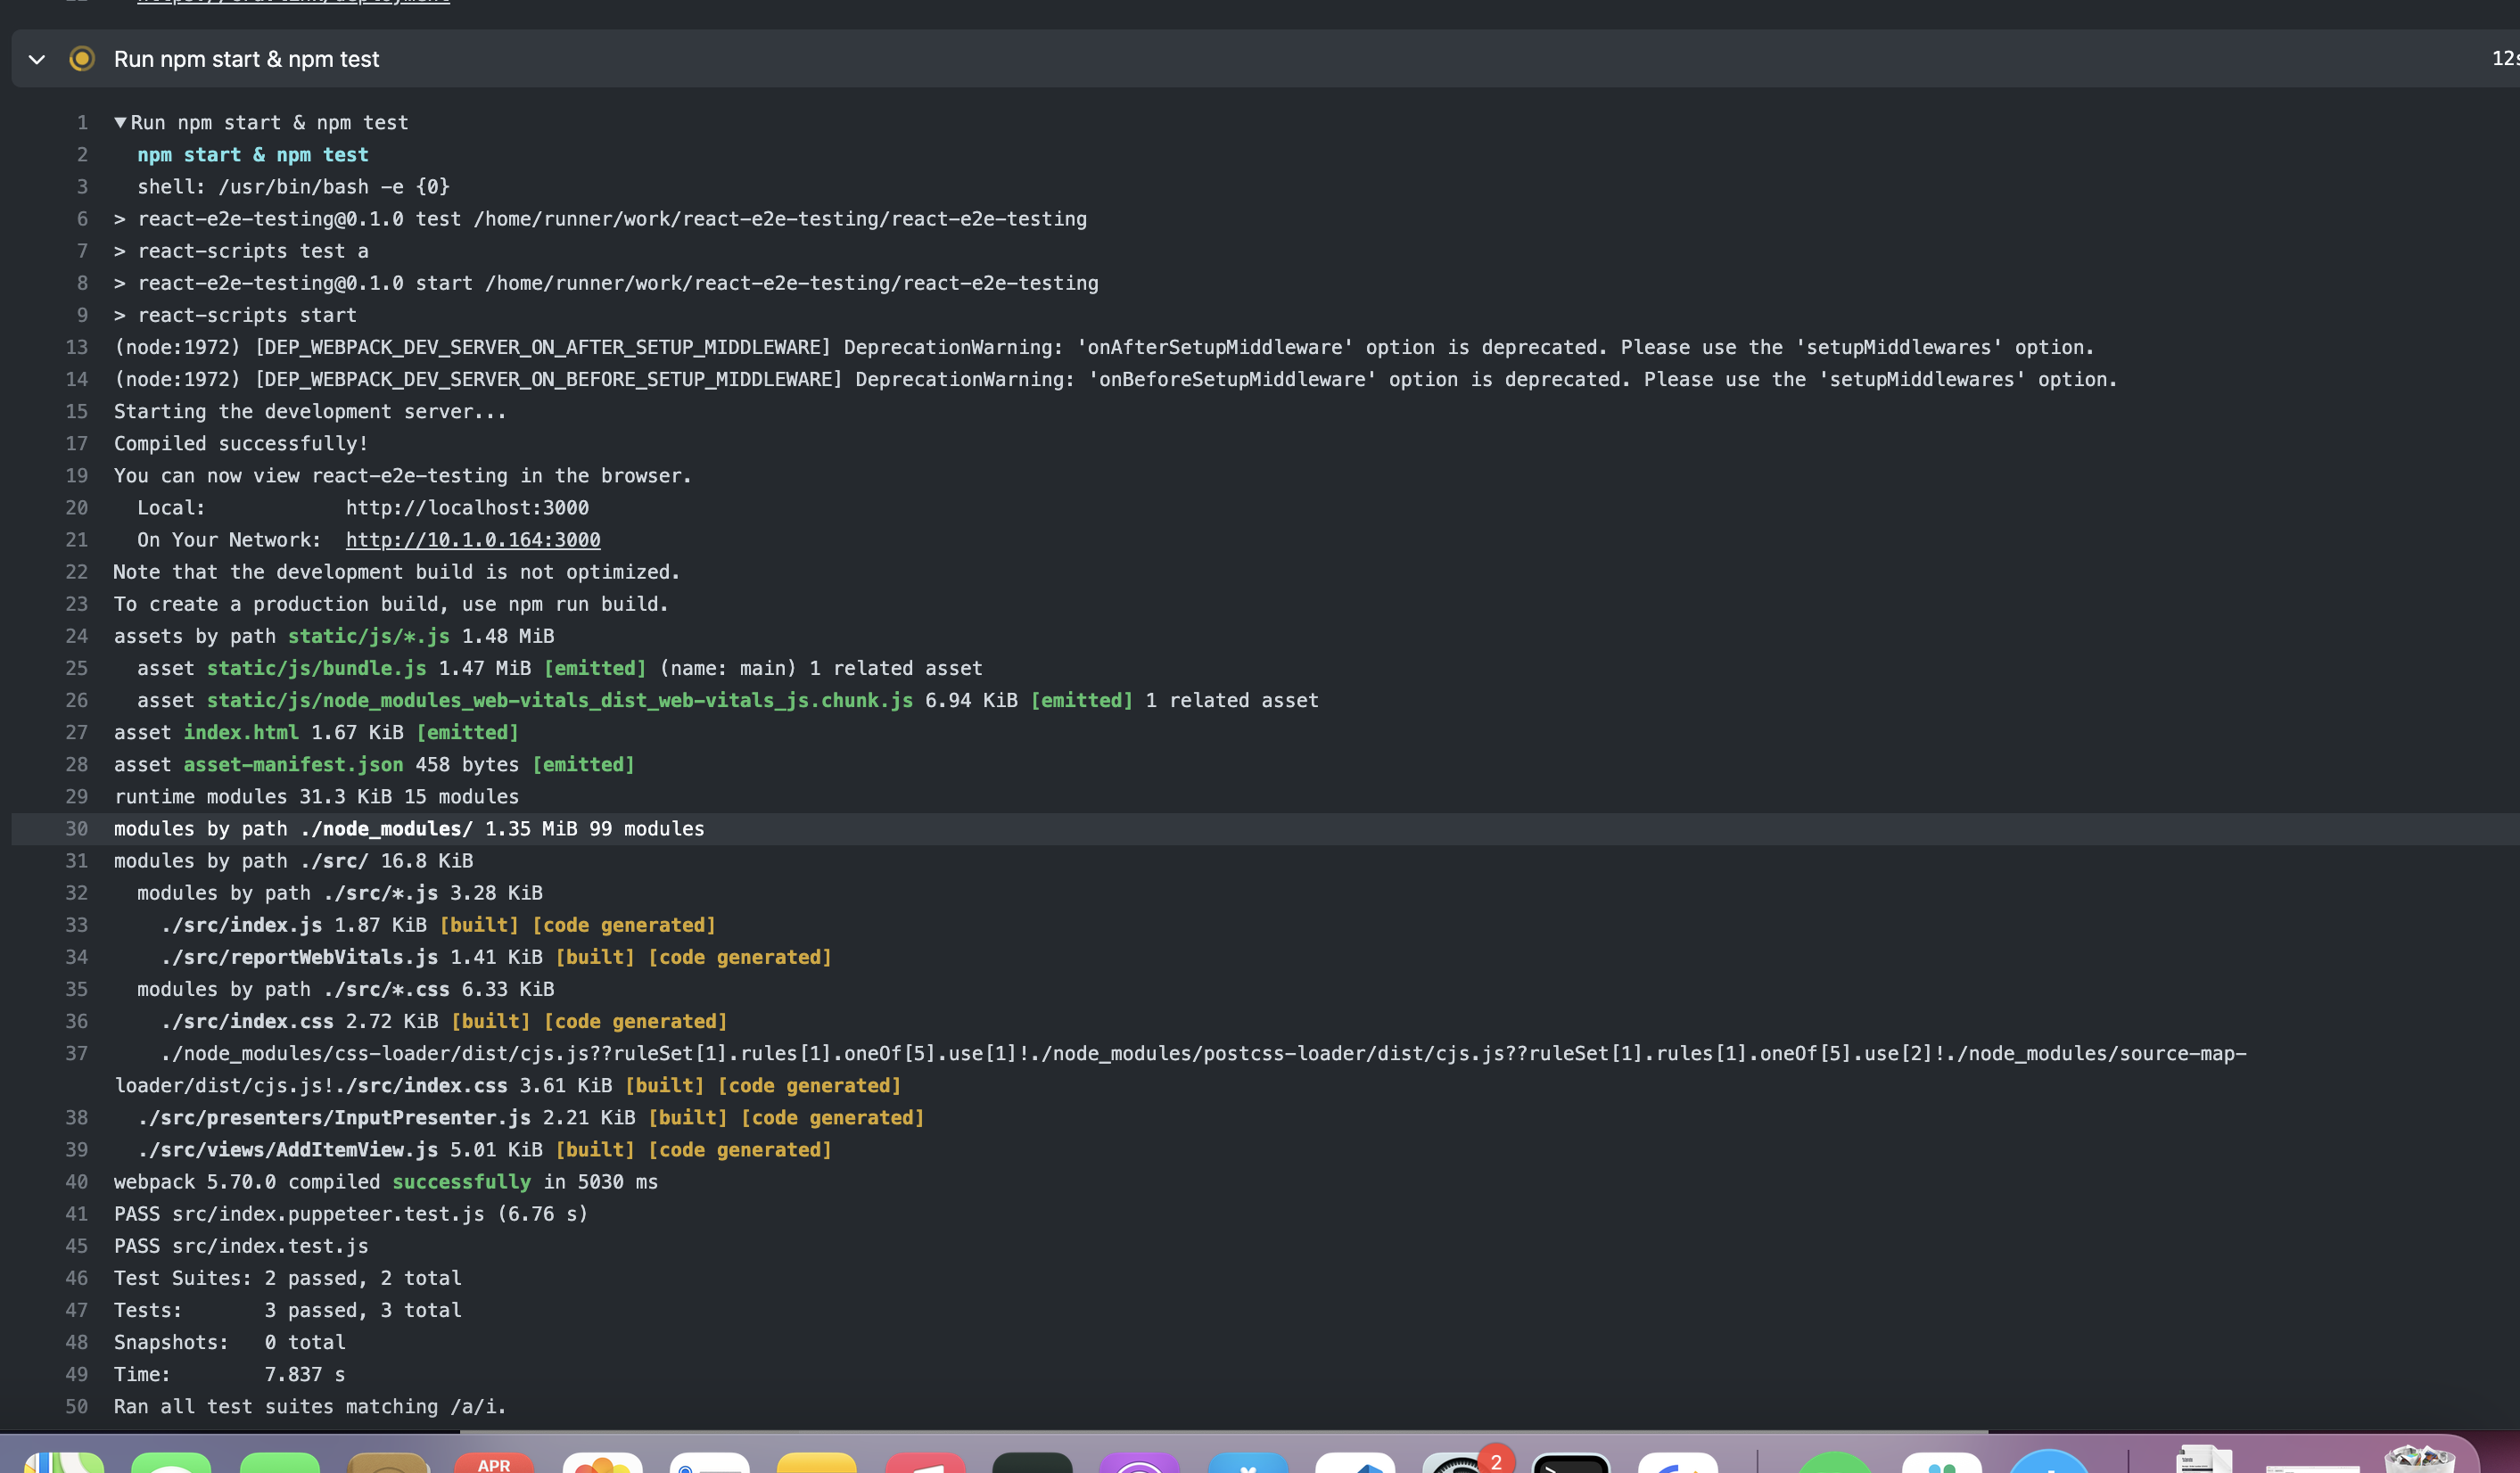 Run npm start & npm test
12s
1 ▼Run npm start & npm test
2 npm start & npm test
3 shell: /usr/bin/bash -e {0}
6 > react-e2e-testing@0.1.0 test /home/runner/work/react-e2e-testing/react-e2e-testing
7 > react-scripts test a
8 > react-e2e-testing@0.1.0 start /home/runner/work/react-e2e-testing/react-e2e-testing
9 > react-scripts start
13 (node:1972) [DEP_WEBPACK_DEV_SERVER_ON_AFTER_SETUP_MIDDLEWARE] DeprecationWarning: 'onAfterSetupMiddleware' option is deprecated. Please use the 'setupMiddlewares' option.
14 (node:1972) [DEP_WEBPACK_DEV_SERVER_ON_BEFORE_SETUP_MIDDLEWARE] DeprecationWarning: 'onBeforeSetupMiddleware' option is deprecated. Please use the 'setupMiddlewares' option.
15 Starting the development server...
17 Compiled successfully!
19 You can now view react-e2e-testing in the browser.
20 Local: http://localhost:3000
21 On Your Network: http://10.1.0.164:3000
22 Note that the development build is not optimized.
23 To create a production build, use npm run build.
24 assets by path static/js/*.js 1.48 MiB
25 asset static/js/bundle.js 1.47 MiB [emitted] (name: main) 1 related asset
26 asset static/js/node_modules_web-vitals_dist_web-vitals_js.chunk.js 6.94 KiB [emitted] 1 related asset
27 asset index.html 1.67 KiB [emitted]
28 asset asset-manifest.json 458 bytes [emitted]
29 runtime modules 31.3 KiB 15 modules
30 modules by path ./node_modules/ 1.35 MiB 99 modules
31 modules by path ./src/ 16.8 KiB
32 modules by path ./src/*.js 3.28 KiB
33 ./src/index.js 1.87 KiB [built] [code generated]
34 ./src/reportWebVitals.js 1.41 KiB [built] [code generated]
35 modules by path ./src/*.css 6.33 KiB
36 ./src/index.css 2.72 KiB [built] [code generated]
37 ./node_modules/css-loader/dist/cjs.js??ruleSet[1].rules[1].oneOf[5].use[1]!./node_modules/postcss-loader/dist/cjs.js??ruleSet[1].rules[1].oneOf[5].use[2]!./node_modules/source-map-
loader/dist/cjs.js!./src/index.css 3.61 KiB [built] [code generated]
38 ./src/presenters/InputPresenter.js 2.21 KiB [built] [code generated]
39 ./src/views/AddItemView.js 5.01 KiB [built] [code generated]
40 webpack 5.70.0 compiled successfully in 5030 ms
41 PASS src/index.puppeteer.test.js (6.76 s)
45 PASS src/index.test.js
46 Test Suites: 2 passed, 2 total
47 Tests: 3 passed, 3 total
48 Snapshots: 0 total
49 Time: 7.837 s
50 Ran all test suites matching /a/i.
APR
2